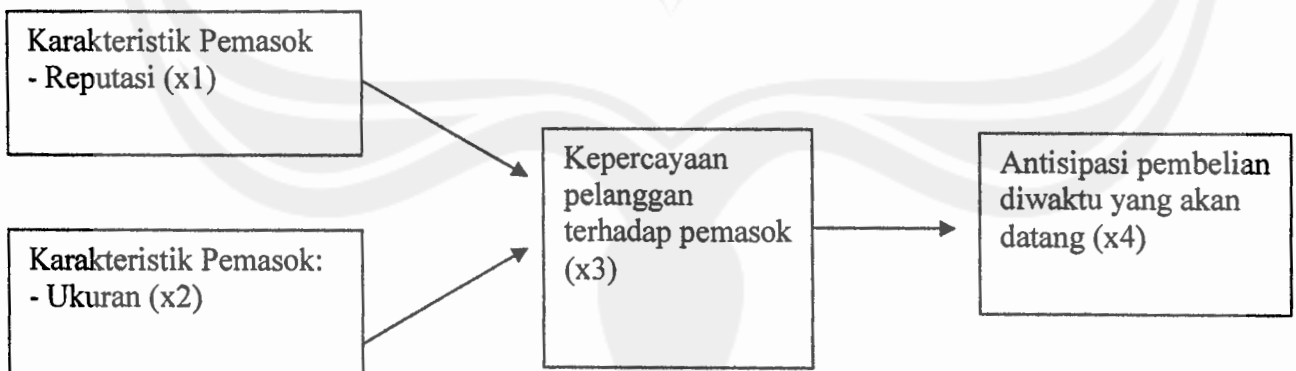 Karakteristik Pemasok
- Reputasi (x1)
Karakteristik Pemasok:
- Ukuran (x2)
Kepercayaan
pelanggan
terhadap pemasok
(x3)
Antisipasi pembelian
diwaktu yang akan
datang (x4)